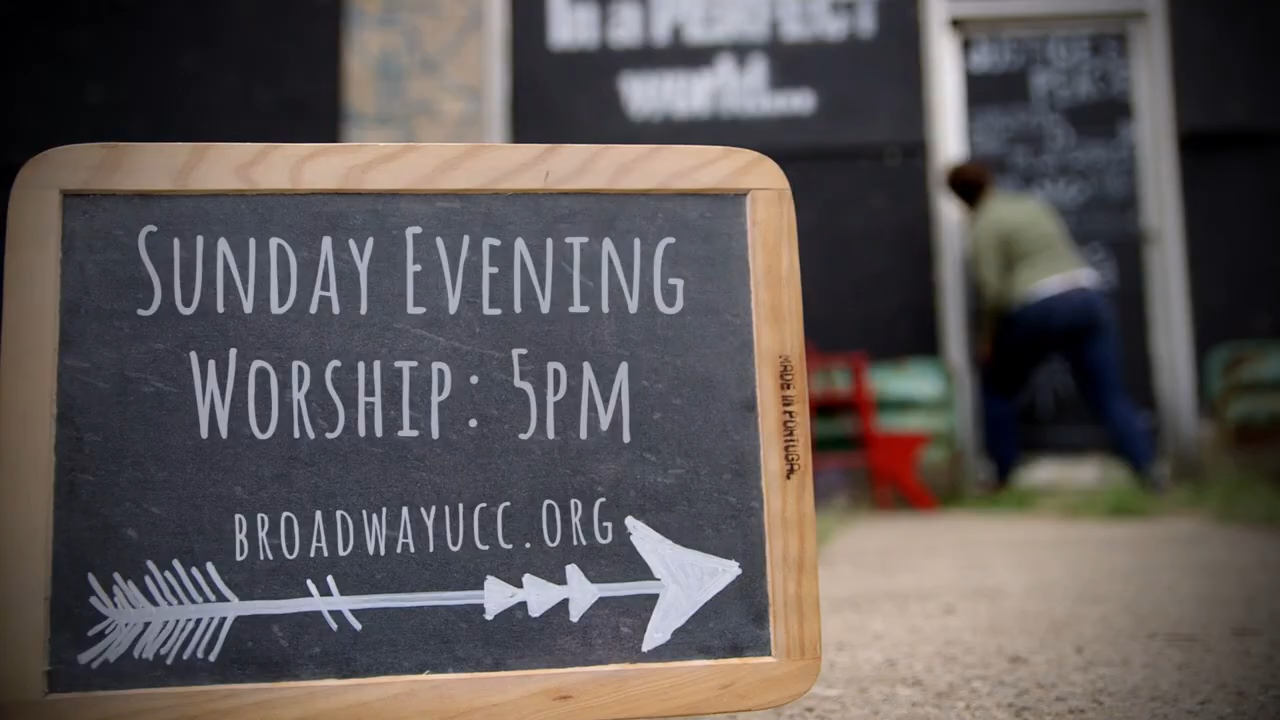 In a PERFECT
world...
SUNDAY EVENING
WORSHIP: 5PM
BROADWAYUCC.ORG
MADE IN PORTUGAL